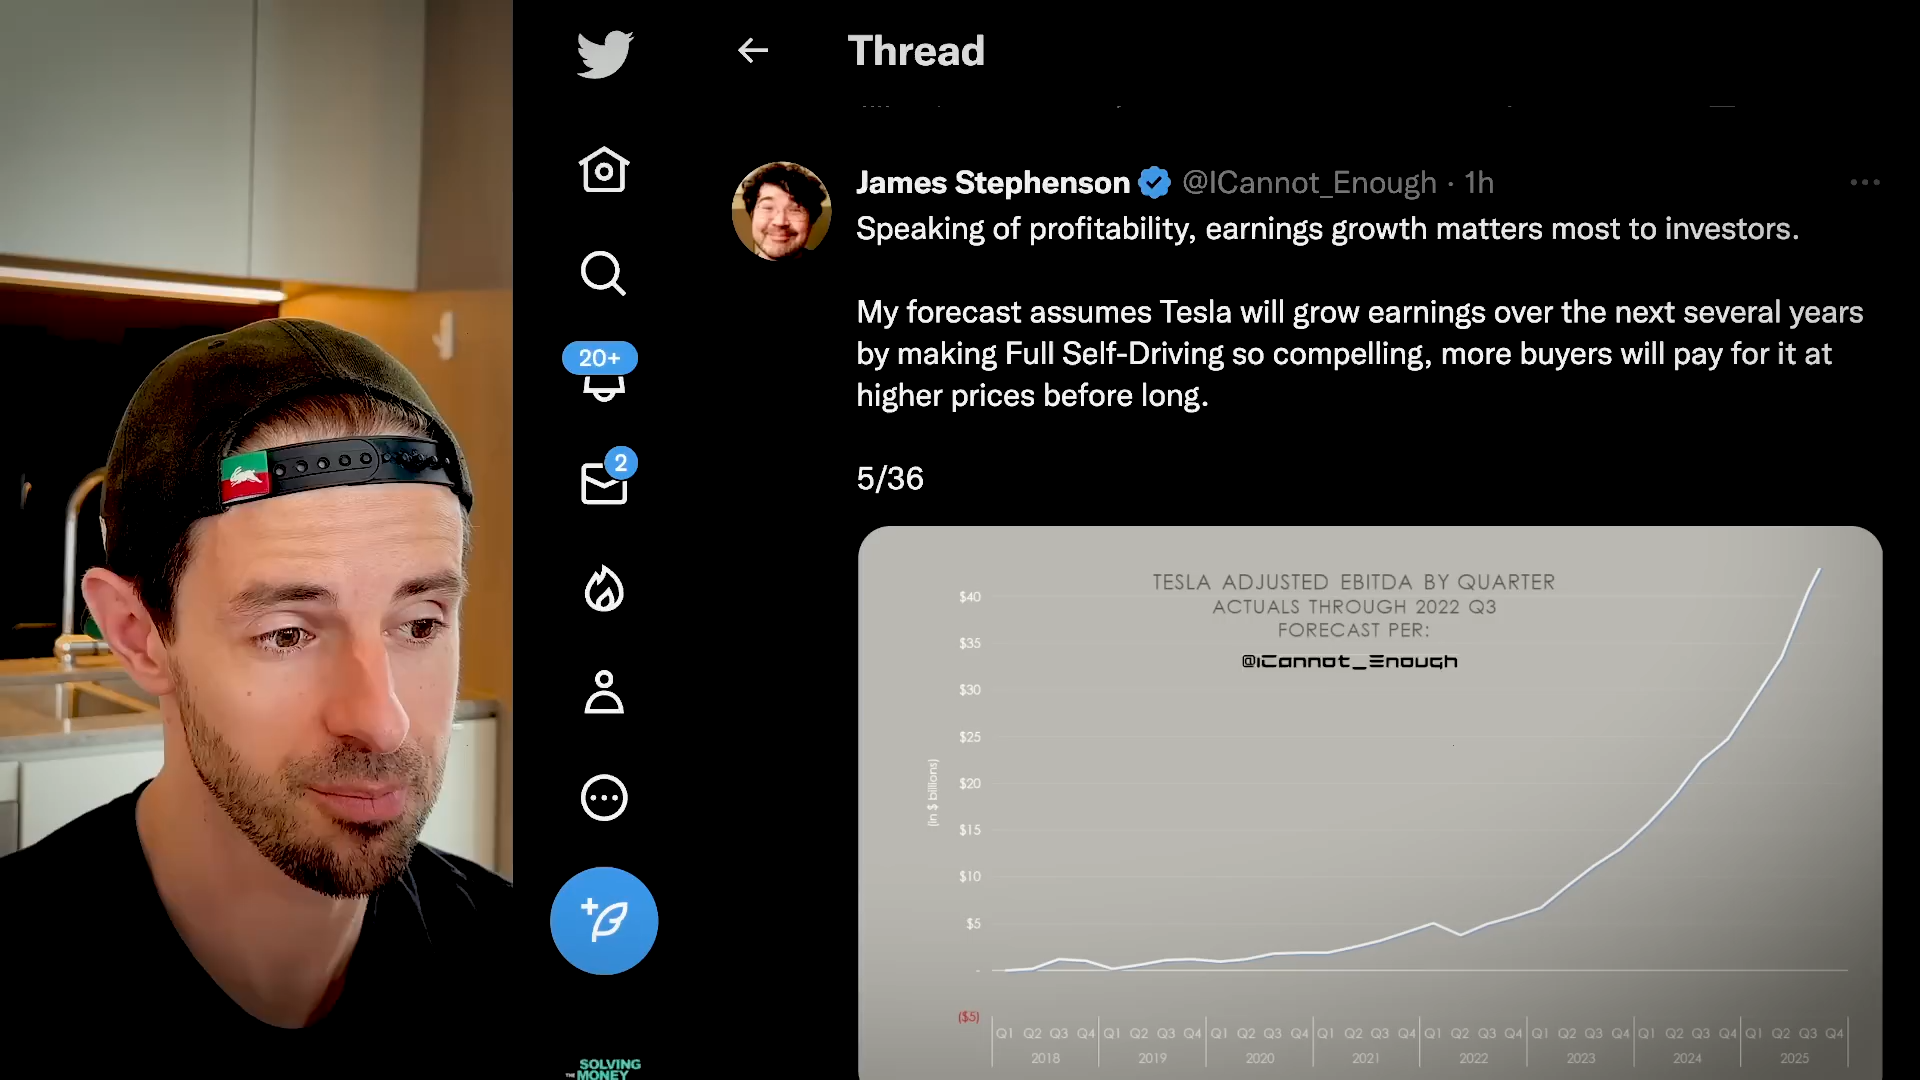 Thread
James Stephenson @ICannot_Enough · 1h
Speaking of profitability, earnings growth matters most to investors.
My forecast assumes Tesla will grow earnings over the next several years
by making Full Self-Driving so compelling, more buyers will pay for it at
higher prices before long.
5/36
20+
2
TESLA ADJUSTED EBITDA BY QUARTER
ACTUALS THROUGH 2022 Q3
FORECAST PER:
@iCannot_Enough
$40
$35
$30
$25
$20
$15
$10
$5
-
($5)
(in $ billions)
Q1 Q2 Q3 Q4 Q1 Q2 Q3 Q4 Q1 Q2 Q3 Q4 Q1 Q2 Q3 Q4 Q1 Q2 Q3 Q4 Q1 Q2 Q3 Q4 Q1 Q2 Q3 Q4 Q1 Q2 Q3 Q4
2018 2019 2020 2021 2022 2023 2024 2025
SOLVING
THE MONEY